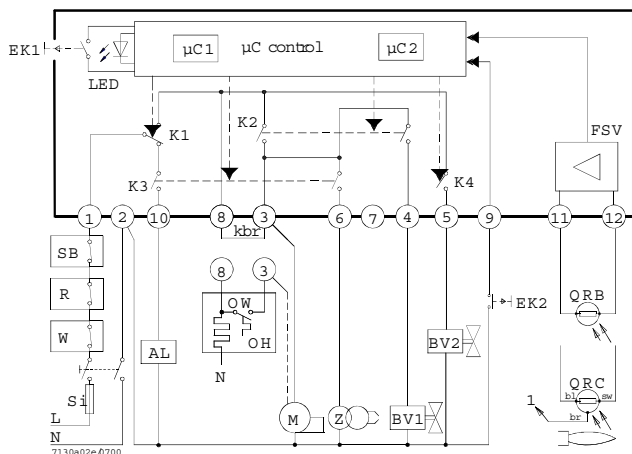 EK1
LED
µC1
µC control
µC2
FSV
K1
K2
K3
K4
1 2 10 8 3 6 7 4 5 9 11 12
kbr
SB
R
W
Si
L
N
AL
8 3
OW
OH
N
M
Z
BV1
BV2
EK2
QRB
QRC
bl sw
br
1
7130a02e/0700